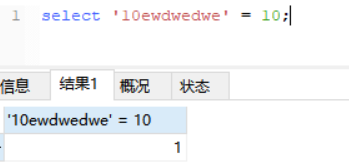 1 select '10ewdwedwe' = 10;
信息 结果1 概况 状态
'10ewdwedwe' = 10
1